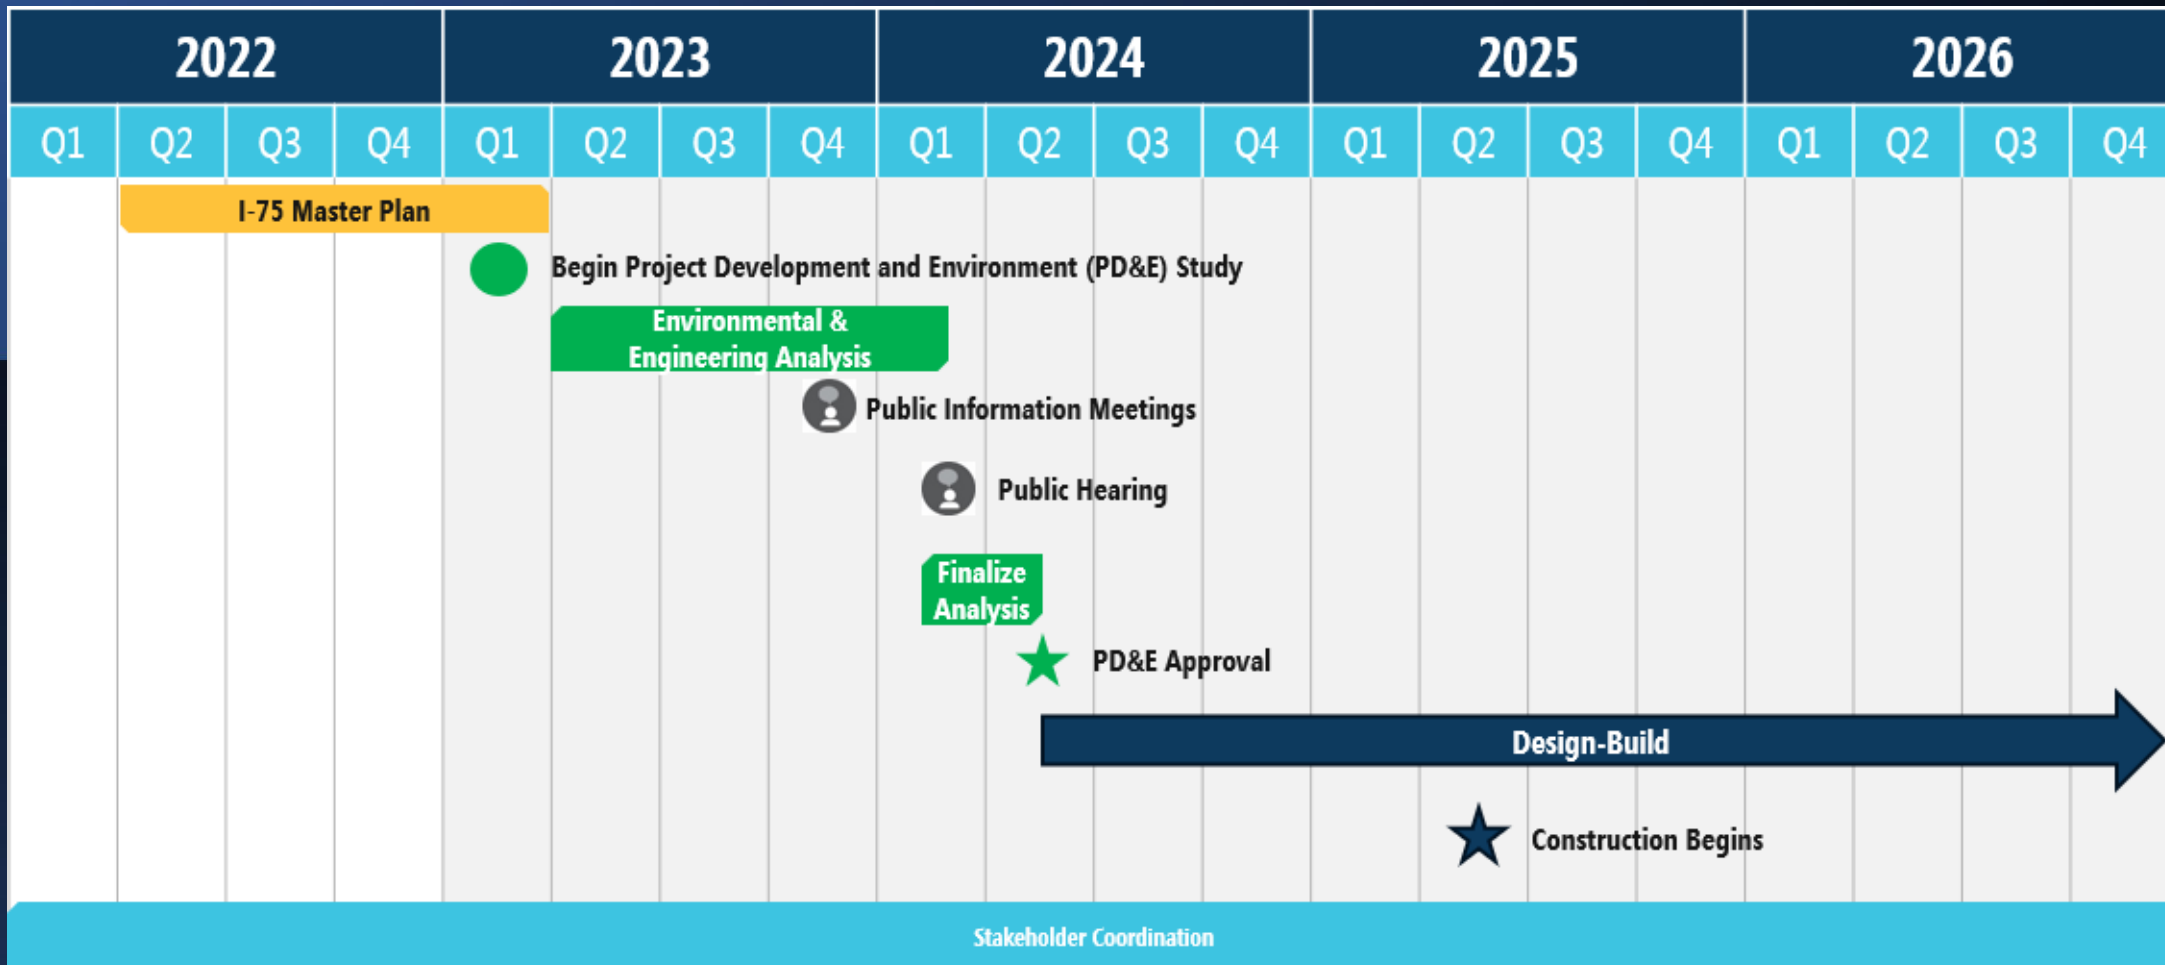 2022 2023 2024 2025 2026
Q1 Q2 Q3 Q4 Q1 Q2 Q3 Q4 Q1 Q2 Q3 Q4 Q1 Q2 Q3 Q4 Q1 Q2 Q3 Q4
I-75 Master Plan
Begin Project Development and Environment (PD&E) Study
Environmental &
Engineering Analysis
Public Information Meetings
Public Hearing
Finalize
Analysis
PD&E Approval
Design-Build
Construction Begins
Stakeholder Coordination